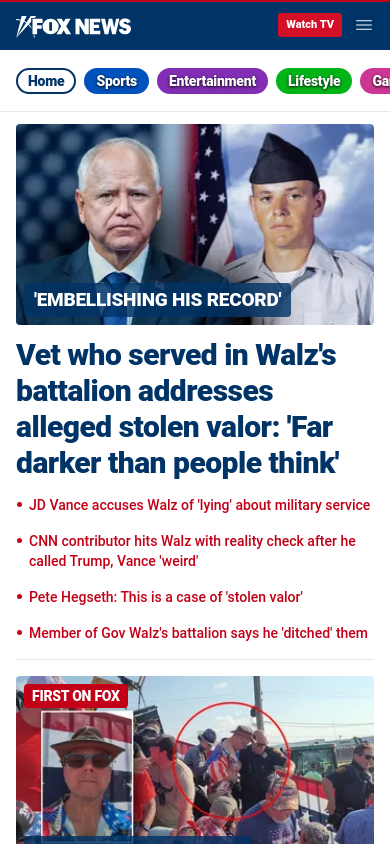 FOX NEWS
Watch TV
Home
Sports
Entertainment
Lifestyle
'EMBELLISHING HIS RECORD'
Vet who served in Walz's
battalion addresses
alleged stolen valor: 'Far
darker than people think'
• JD Vance accuses Walz of 'lying' about military service
• CNN contributor hits Walz with reality check after he
called Trump, Vance 'weird'
• Pete Hegseth: This is a case of 'stolen valor'
• Member of Gov Walz's battalion says he 'ditched' them
FIRST ON FOX